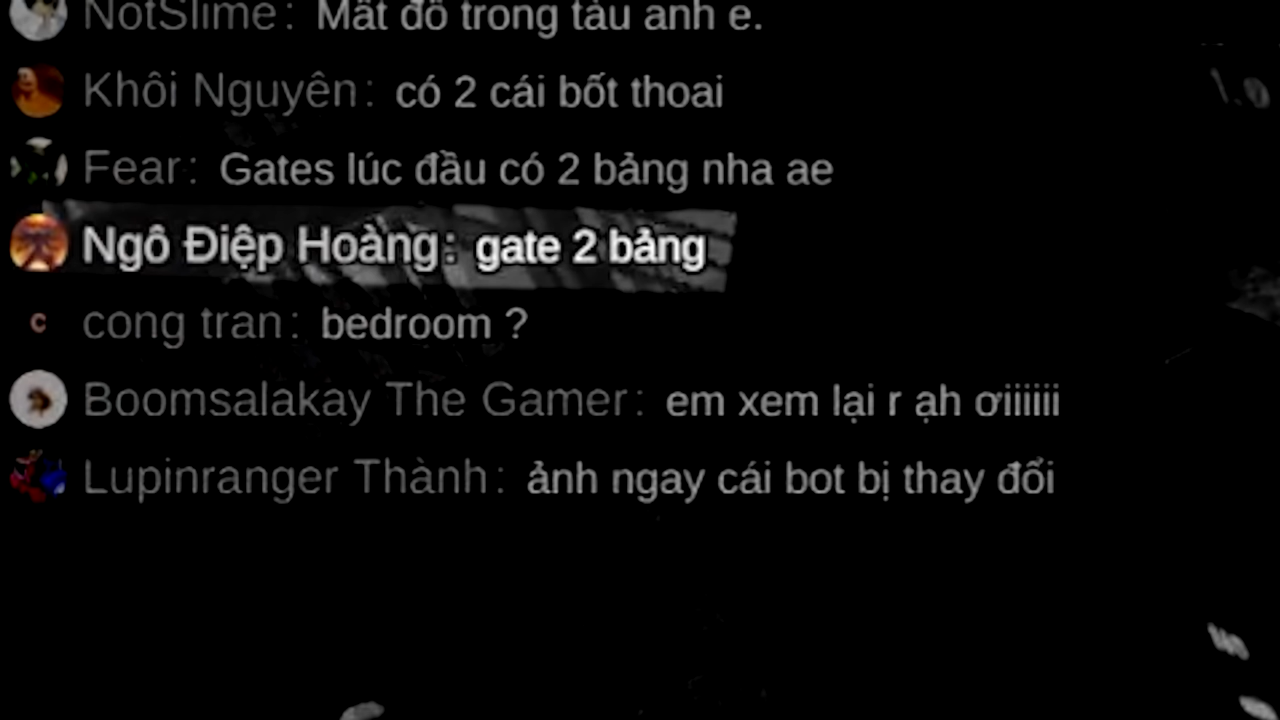 NotSlime: Mất đồ trong tàu anh e.
Khôi Nguyên: có 2 cái bốt thoai
Fear: Gates lúc đầu có 2 bảng nha ae
Ngô Điệp Hoàng: gate 2 bảng
c cong tran: bedroom ?
Boomsalakay The Gamer: em xem lại r ạh ơiiiiii
Lupinranger Thành: ảnh ngay cái bot bị thay đổi